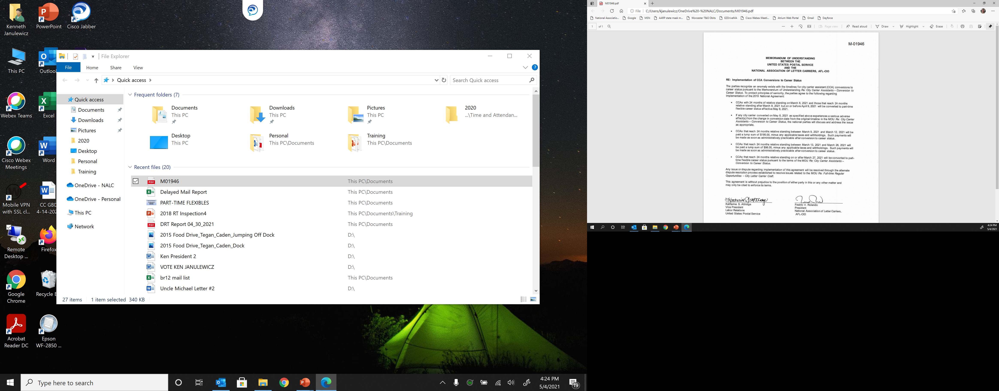 Kenneth
Janulewicz
PowerPoint
Cisco Jabber
This PC
Outlook
Webex Teams
Excel
Cisco Webex
Meetings
Word
Mobile VPN
with SSL cl...
CC GBD
4-14-202
Remote
Desktop ...
Firefox
Google
Chrome
Recycle B
Acrobat
Reader DC
Epson
WF-2850 ...
File Explorer
File
Home
Share
View
Quick access
Search Quick access
Quick access
Documents
Downloads
Pictures
2020
Desktop
Personal
Training
OneDrive - NALC
OneDrive - Personal
This PC
Network
Frequent folders (7)
Documents
This PC
Downloads
This PC
Pictures
This PC
2020
...\Time and Attendan...
Desktop
This PC
Personal
This PC\Documents
Training
This PC\Documents
Recent files (20)
M01946 This PC\Documents
Delayed Mail Report This PC\Documents
PART-TIME FLEXIBLES This PC\Documents
2018 RT Inspection4 This PC\Documents\Training
DRT Report 04_30_2021 This PC\Documents
2015 Food Drive_Tegan_Caden_Jumping Off Dock D:\
2015 Food Drive_Tegan_Caden_Dock D:\
Ken President 2 D:\
VOTE KEN JANULEWICZ D:\
br12 mail list This PC\Documents
Uncle Michael Letter #2 D:\
27 items 1 item selected 340 KB
Type here to search
4:24 PM
5/4/2021
19
M01946.pdf
File C:/Users/kjanulewicz/OneDrive%20-%20NALC/Documents/M01946.pdf
National Associatio... Google MSN AARP state mask m... Worcester T&G Obits EZDriveMA Cisco Webex Meeti... Atrium Web Portal Gmail Dayforce
1 of 1 Page view Read aloud Draw Highlight Erase
M-01946
MEMORANDUM OF UNDERSTANDING
BETWEEN THE
UNITED STATES POSTAL SERVICE
AND THE
NATIONAL ASSOCIATION OF LETTER CARRIERS, AFL-CIO
RE: Implementation of CCA Conversions to Career Status
The parties recognize an anomaly exists with the timelines for city carrier assistant (CCA) conversions to
career status pursuant to the Memorandum of Understanding Re: City Carrier Assistants – Conversion to
Career Status. To protect principles of seniority, the parties agree to the following regarding
implementation of the 2019 National Agreement:
• CCAs with 24 months of relative standing on March 8, 2021 and those that reach 24 months
relative standing after March 8, 2021 but on or before April 9, 2021 will be converted to part-time
flexible career status effective May 8, 2021.
• If any city carrier converted on May 8, 2021 as specified above experiences a serious adverse
effect(s) from the change in conversion date from the original timeline in the MOU Re: City Carrier
Assistants – Conversion to Career Status, the national parties will discuss and address the issue
as appropriate.
• CCAs that reach 24 months relative standing between March 9, 2021 and March 12, 2021 will be
paid a lump sum of $195.00, minus any applicable taxes and withholdings. Such payments will
be made as soon as administratively practicable after conversion to career status.
• CCAs that reach 24 months relative standing between March 13, 2021 and March 26, 2021 will
be paid a lump sum of $98.00, minus any applicable taxes and withholdings. Such payments will
be made as soon as administratively practicable after conversion to career status.
• CCAs that reach 24 months relative standing on or after March 27, 2021 will be converted to part-
time flexible career status pursuant to the terms of the MOU Re: City Carrier Assistants –
Conversion to Career Status.
Any issue or dispute regarding implementation of this agreement will be resolved through the alternate
dispute resolution process established to resolve issues related to the MOU Re: Full-time Regular
Opportunities – City Letter Carrier Craft.
This agreement is without prejudice to the position of either party in this or any other matter and
may only be cited to enforce its terms.
Katherine S. Attridge
Katherine S. Attridge
Vice President
Labor Relations
United States Postal Service
Fredric V. Rolando
President
National Association of Letter Carriers,
AFL-CIO
4:24 PM
5/4/2021